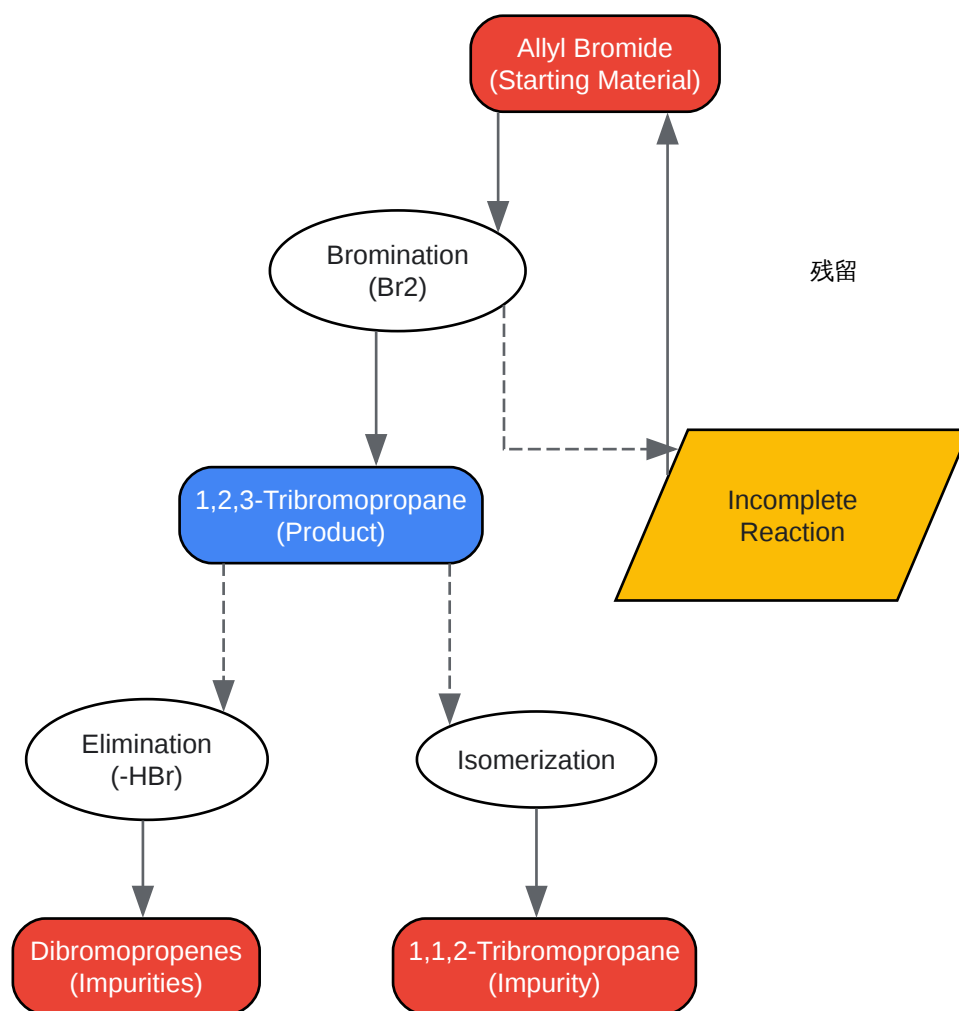 Allyl Bromide
(Starting Material)
Bromination
(Br2)
残留
1,2,3-Tribromopropane
(Product)
Incomplete
Reaction
Elimination
(-HBr)
Isomerization
Dibromopropenes
(Impurities)
1,1,2-Tribromopropane
(Impurity)